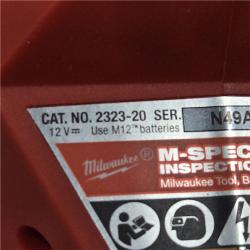 CAT. NO. 2323-20 SER. N49A
12 V⎓ Use M12™ batteries
Milwaukee
M-SPEC
INSPECTION
Milwaukee Tool, B